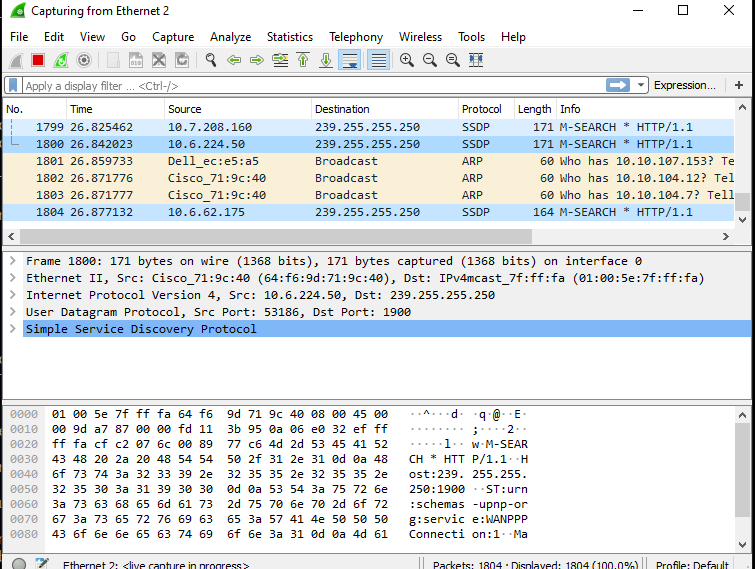 Capturing from Ethernet 2
File Edit View Go Capture Analyze Statistics Telephony Wireless Tools Help
Apply a display filter ... <Ctrl-/> Expression... +
No. Time Source Destination Protocol Length Info
1799 26.825462 10.7.208.160 239.255.255.250 SSDP 171 M-SEARCH * HTTP/1.1
1800 26.842023 10.6.224.50 239.255.255.250 SSDP 171 M-SEARCH * HTTP/1.1
1801 26.859733 Dell_ec:e5:a5 Broadcast ARP 60 Who has 10.10.107.153? Tel
1802 26.871776 Cisco_71:9c:40 Broadcast ARP 60 Who has 10.10.104.12? Tel
1803 26.871777 Cisco_71:9c:40 Broadcast ARP 60 Who has 10.10.104.7? Tell
1804 26.877132 10.6.62.175 239.255.255.250 SSDP 164 M-SEARCH * HTTP/1.1
Frame 1800: 171 bytes on wire (1368 bits), 171 bytes captured (1368 bits) on interface 0
Ethernet II, Src: Cisco_71:9c:40 (64:f6:9d:71:9c:40), Dst: IPv4mcast_7f:ff:fa (01:00:5e:7f:ff:fa)
Internet Protocol Version 4, Src: 10.6.224.50, Dst: 239.255.255.250
User Datagram Protocol, Src Port: 53186, Dst Port: 1900
Simple Service Discovery Protocol
0000 01 00 5e 7f ff fa 64 f6 9d 71 9c 40 08 00 45 00 ··^···d· ·q·@··E·
0010 00 9d a7 87 00 00 fd 11 3b 95 0a 06 e0 32 ef ff ········ ;····2··
0020 ff fa cf c2 07 6c 00 89 77 c6 4d 2d 53 45 41 52 ·····l·· w·M-SEAR
0030 43 48 20 2a 20 48 54 54 50 2f 31 2e 31 0d 0a 48 CH * HTT P/1.1··H
0040 6f 73 74 3a 32 33 39 2e 32 35 35 2e 32 35 35 2e ost:239. 255.255.
0050 32 35 30 3a 31 39 30 30 0d 0a 53 54 3a 75 72 6e 250:1900 ··ST:urn
0060 3a 73 63 68 65 6d 61 73 2d 75 70 6e 70 2d 6f 72 :schemas -upnp-or
0070 67 3a 73 65 72 76 69 63 65 3a 57 41 4e 50 50 50 g:servic e:WANPPP
0080 43 6f 6e 6e 65 63 74 69 6f 6e 3a 31 0d 0a 4d 61 Connecti on:1··Ma
Ethernet 2: <live capture in progress> Packets: 1804 · Displayed: 1804 (100.0%) Profile: Default